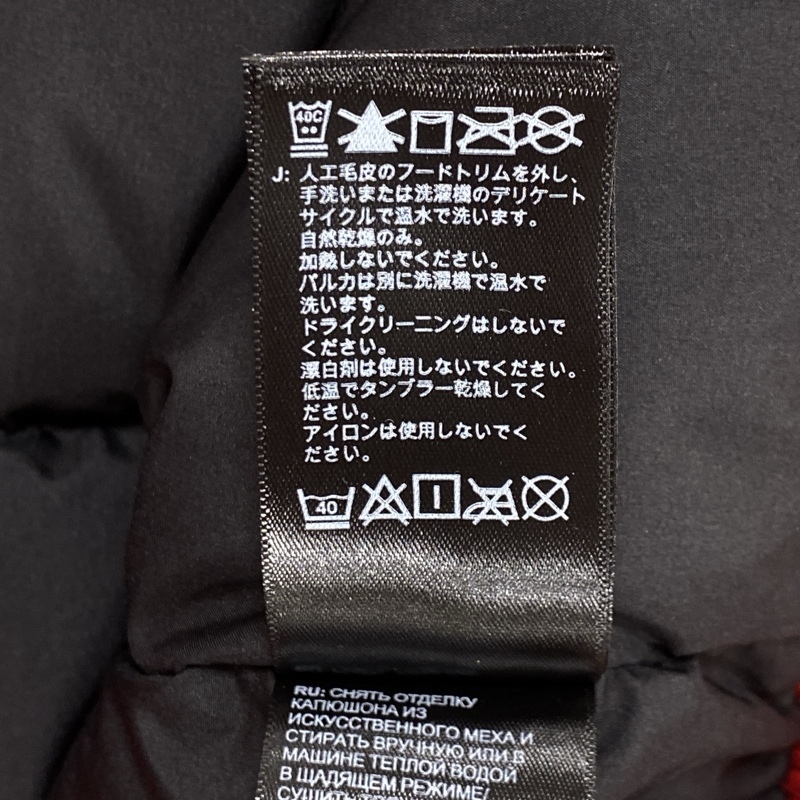 40C
J: 人工毛皮のフードトリムを外し、
手洗いまたは洗濯機のデリケート
サイクルで温水で洗います。
自然乾燥のみ。
加熱しないでください。
パルカは別に洗濯機で温水で
洗います。
ドライクリーニングはしないで
ください。
漂白剤は使用しないでください。
低温でタンブラー乾燥してく
ださい。
アイロンは使用しないでく
ださい。
40
RU: СНЯТЬ ОТДЕЛКУ
КАПЮШОНА ИЗ
ИСКУССТВЕННОГО МЕХА И
СТИРАТЬ ВРУЧНУЮ ИЛИ В
МАШИНЕ ТЕПЛОЙ ВОДОЙ
В ЩАДЯЩЕМ РЕЖИМЕ/
СУШИТЬ ТОЛЬКО